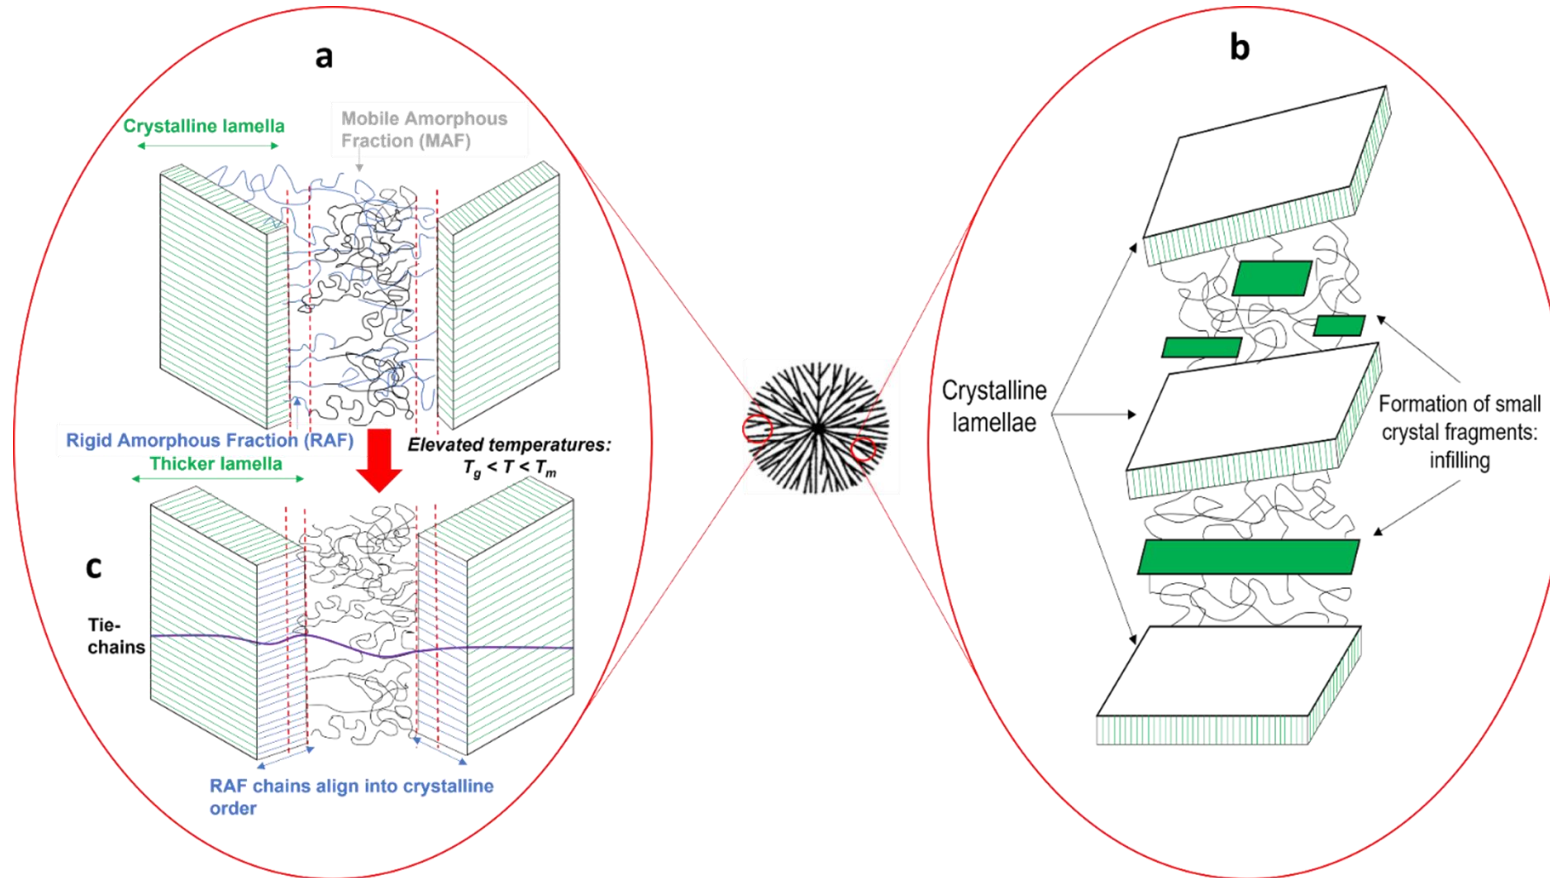 a
Crystalline lamella
Mobile Amorphous
Fraction (MAF)
Rigid Amorphous Fraction (RAF)
Thicker lamella
Elevated temperatures:
Tg < T < Tm
c
Tie-
chains
RAF chains align into crystalline
order
b
Crystalline
lamellae
Formation of small
crystal fragments:
infilling